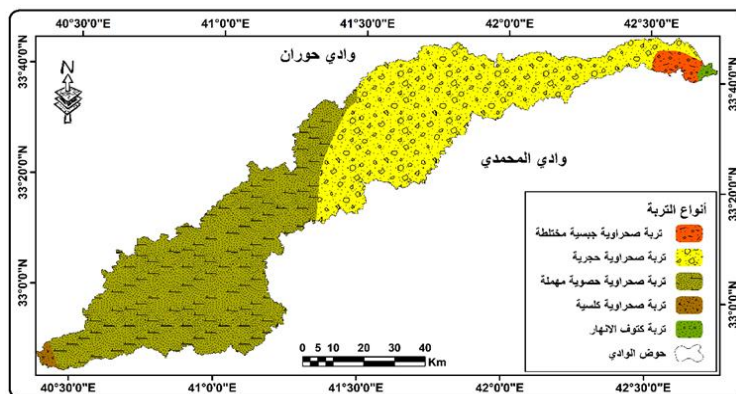 40°30'0"E 41°0'0"E 41°30'0"E 42°0'0"E 42°30'0"E
33°40'0"N
33°20'0"N
33°0'0"N
N
وادي حوران
وادي المحمدي
33°40'0"N
33°20'0"N
33°0'0"N
أنواع التربة
تربة صحراوية جبسية مختلطة
تربة صحراوية حجرية
تربة صحراوية حصوية مهملة
تربة صحراوية كلسية
تربة كتوف الانهار
حوض الوادي
0 5 10 20 30 40
Km
40°30'0"E 41°0'0"E 41°30'0"E 42°0'0"E 42°30'0"E